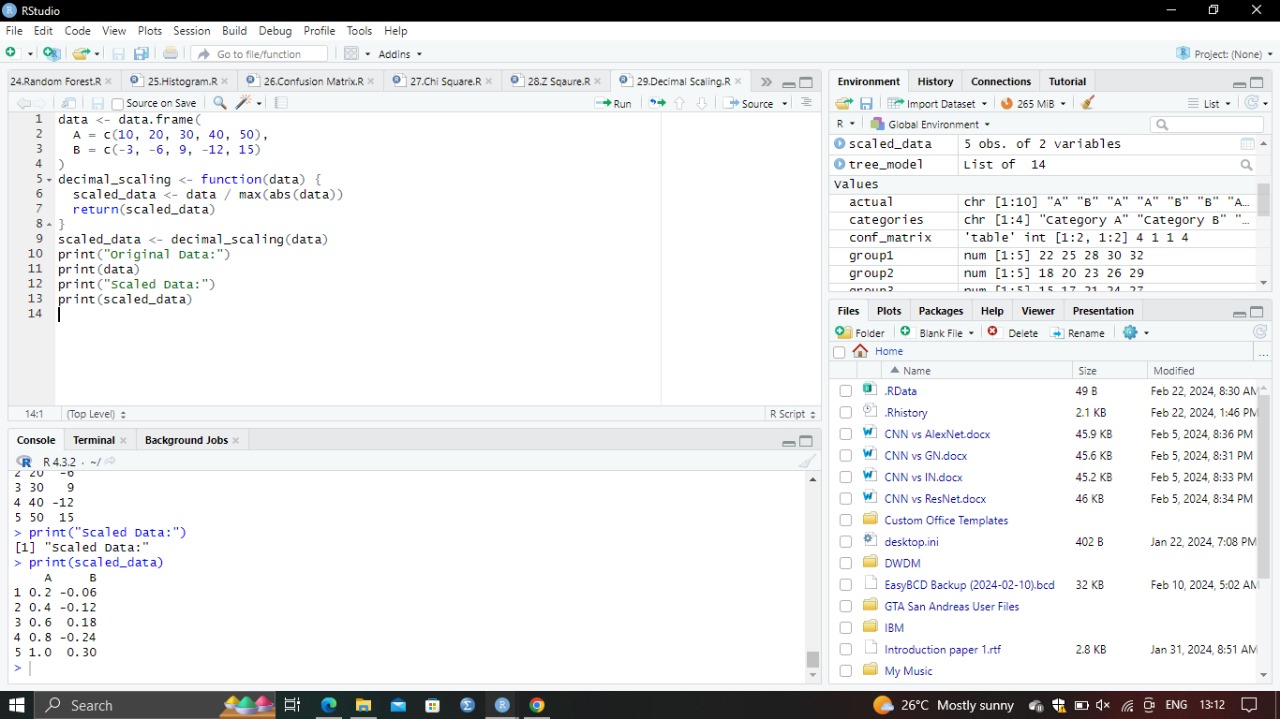 RStudio
File Edit Code View Plots Session Build Debug Profile Tools Help
Go to file/function Addins Project: (None)
24.Random Forest.R 25.Histogram.R 26.Confusion Matrix.R 27.Chi Square.R 28.Z Sqaure.R 29.Decimal Scaling.R
Source on Save Run Source
1 data <- data.frame(
2 A = c(10, 20, 30, 40, 50),
3 B = c(-3, -6, 9, -12, 15)
4 )
5 decimal_scaling <- function(data) {
6 scaled_data <- data / max(abs(data))
7 return(scaled_data)
8 }
9 scaled_data <- decimal_scaling(data)
10 print("Original Data:")
11 print(data)
12 print("Scaled Data:")
13 print(scaled_data)
14
14:1 (Top Level) R Script
Console Terminal Background Jobs
R 4.3.2 · ~/
2 20 -6
3 30 9
4 40 -12
5 50 15
> print("Scaled Data:")
[1] "Scaled Data:"
> print(scaled_data)
A B
1 0.2 -0.06
2 0.4 -0.12
3 0.6 0.18
4 0.8 -0.24
5 1.0 0.30
>
Environment History Connections Tutorial
Import Dataset 265 MiB List
R Global Environment
scaled_data 5 obs. of 2 variables
tree_model List of 14
Values
actual chr [1:10] "A" "B" "A" "A" "B" "B" "A…
categories chr [1:4] "Category A" "Category B" "…
conf_matrix 'table' int [1:2, 1:2] 4 1 1 4
group1 num [1:5] 22 25 28 30 32
group2 num [1:5] 18 20 23 26 29
group3 num [1:5] 15 17 21 24 27
Files Plots Packages Help Viewer Presentation
Folder Blank File Delete Rename
Home ...
Name Size Modified
.RData 49 B Feb 22, 2024, 8:30 AM
.Rhistory 2.1 KB Feb 22, 2024, 1:46 PM
CNN vs AlexNet.docx 45.9 KB Feb 5, 2024, 8:36 PM
CNN vs GN.docx 45.6 KB Feb 5, 2024, 8:31 PM
CNN vs IN.docx 45.2 KB Feb 5, 2024, 8:33 PM
CNN vs ResNet.docx 46 KB Feb 5, 2024, 8:34 PM
Custom Office Templates
desktop.ini 402 B Jan 22, 2024, 7:08 PM
DWDM
EasyBCD Backup (2024-02-10).bcd 32 KB Feb 10, 2024, 5:02 AM
GTA San Andreas User Files
IBM
Introduction paper 1.rtf 2.8 KB Jan 31, 2024, 8:51 AM
My Music
Search 26°C Mostly sunny ENG 13:12